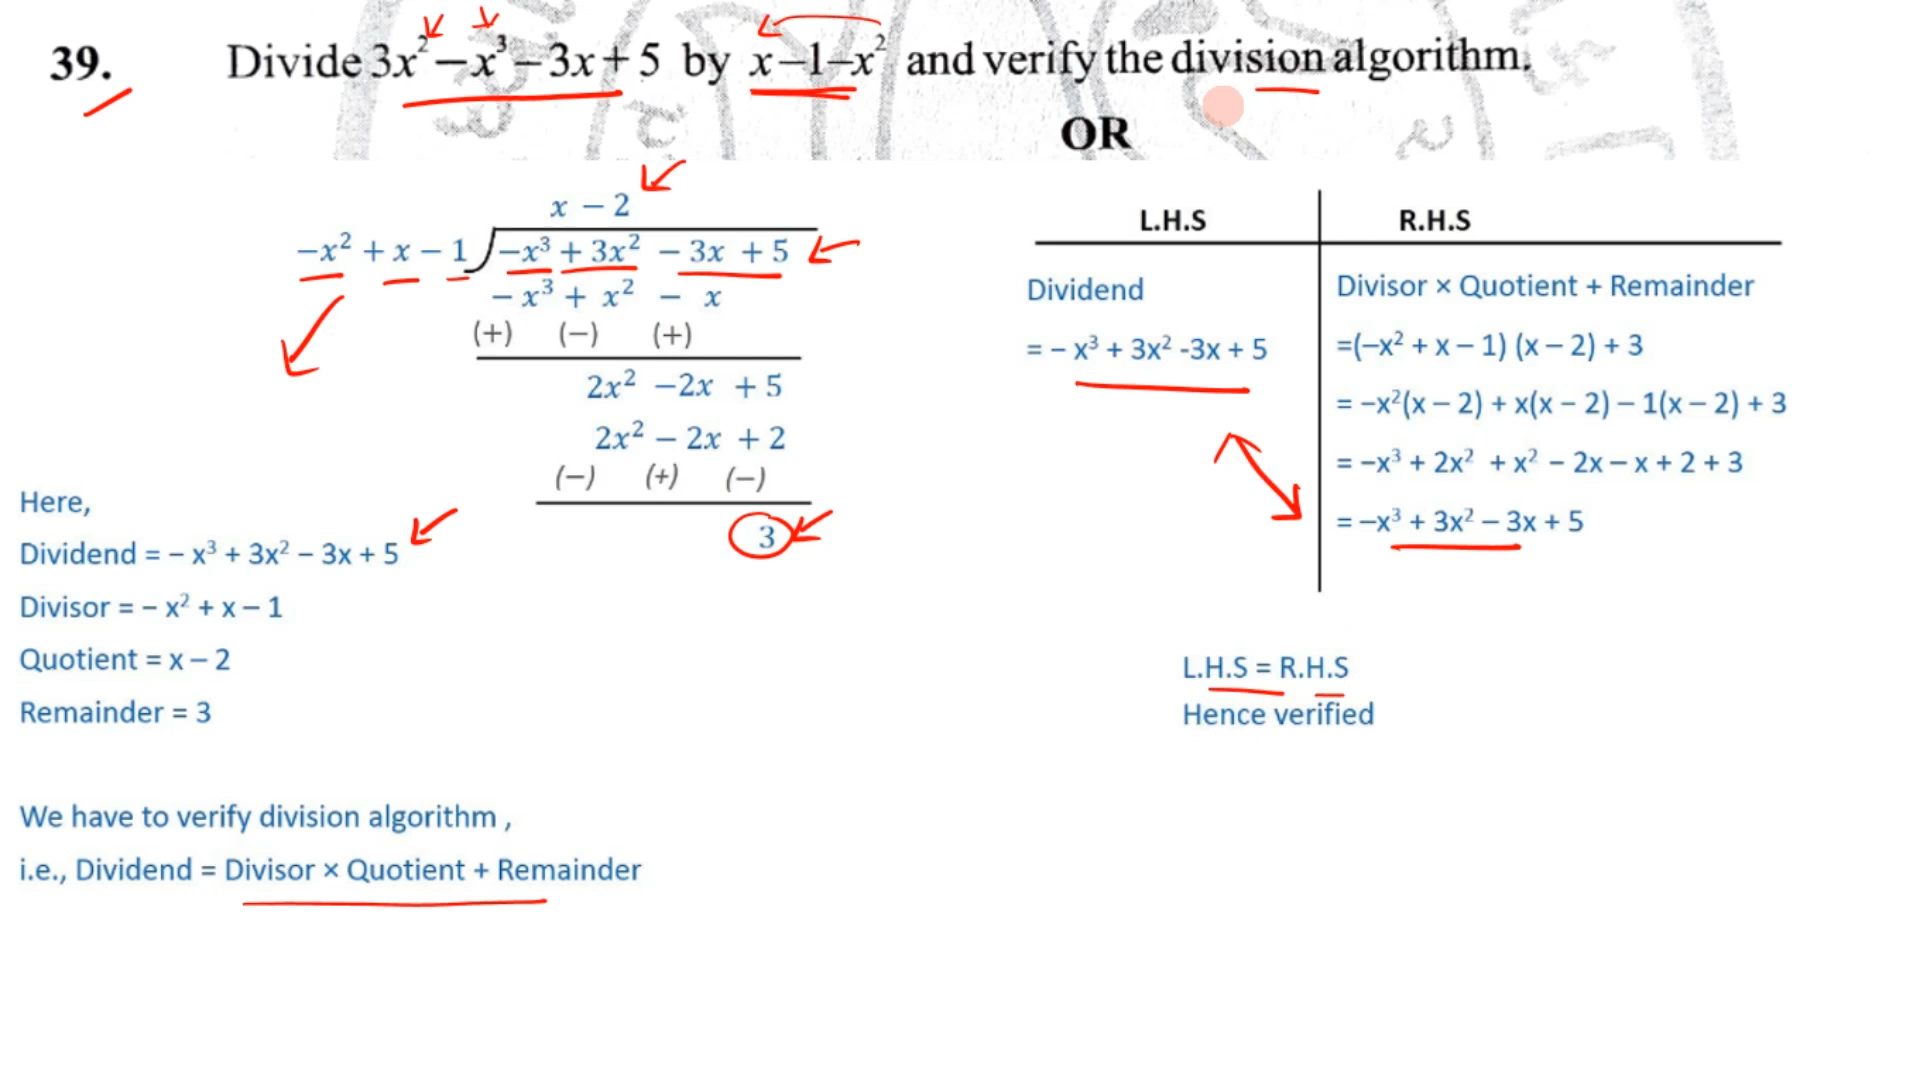 39. Divide 3x² – x³ – 3x + 5 by x – 1 – x² and verify the division algorithm.
OR
x – 2
–x² + x – 1 ) –x³ + 3x² – 3x + 5
– x³ + x² – x
(+) (–) (+)
2x² –2x + 5
2x² – 2x + 2
(–) (+) (–)
3
Here,
Dividend = – x³ + 3x² – 3x + 5
Divisor = – x² + x – 1
Quotient = x – 2
Remainder = 3
We have to verify division algorithm ,
i.e., Dividend = Divisor × Quotient + Remainder
L.H.S R.H.S
Dividend
= – x³ + 3x² -3x + 5
Divisor × Quotient + Remainder
=(–x² + x – 1) (x – 2) + 3
= –x²(x – 2) + x(x – 2) – 1(x – 2) + 3
= –x³ + 2x² + x² – 2x – x + 2 + 3
= –x³ + 3x² – 3x + 5
L.H.S = R.H.S
Hence verified